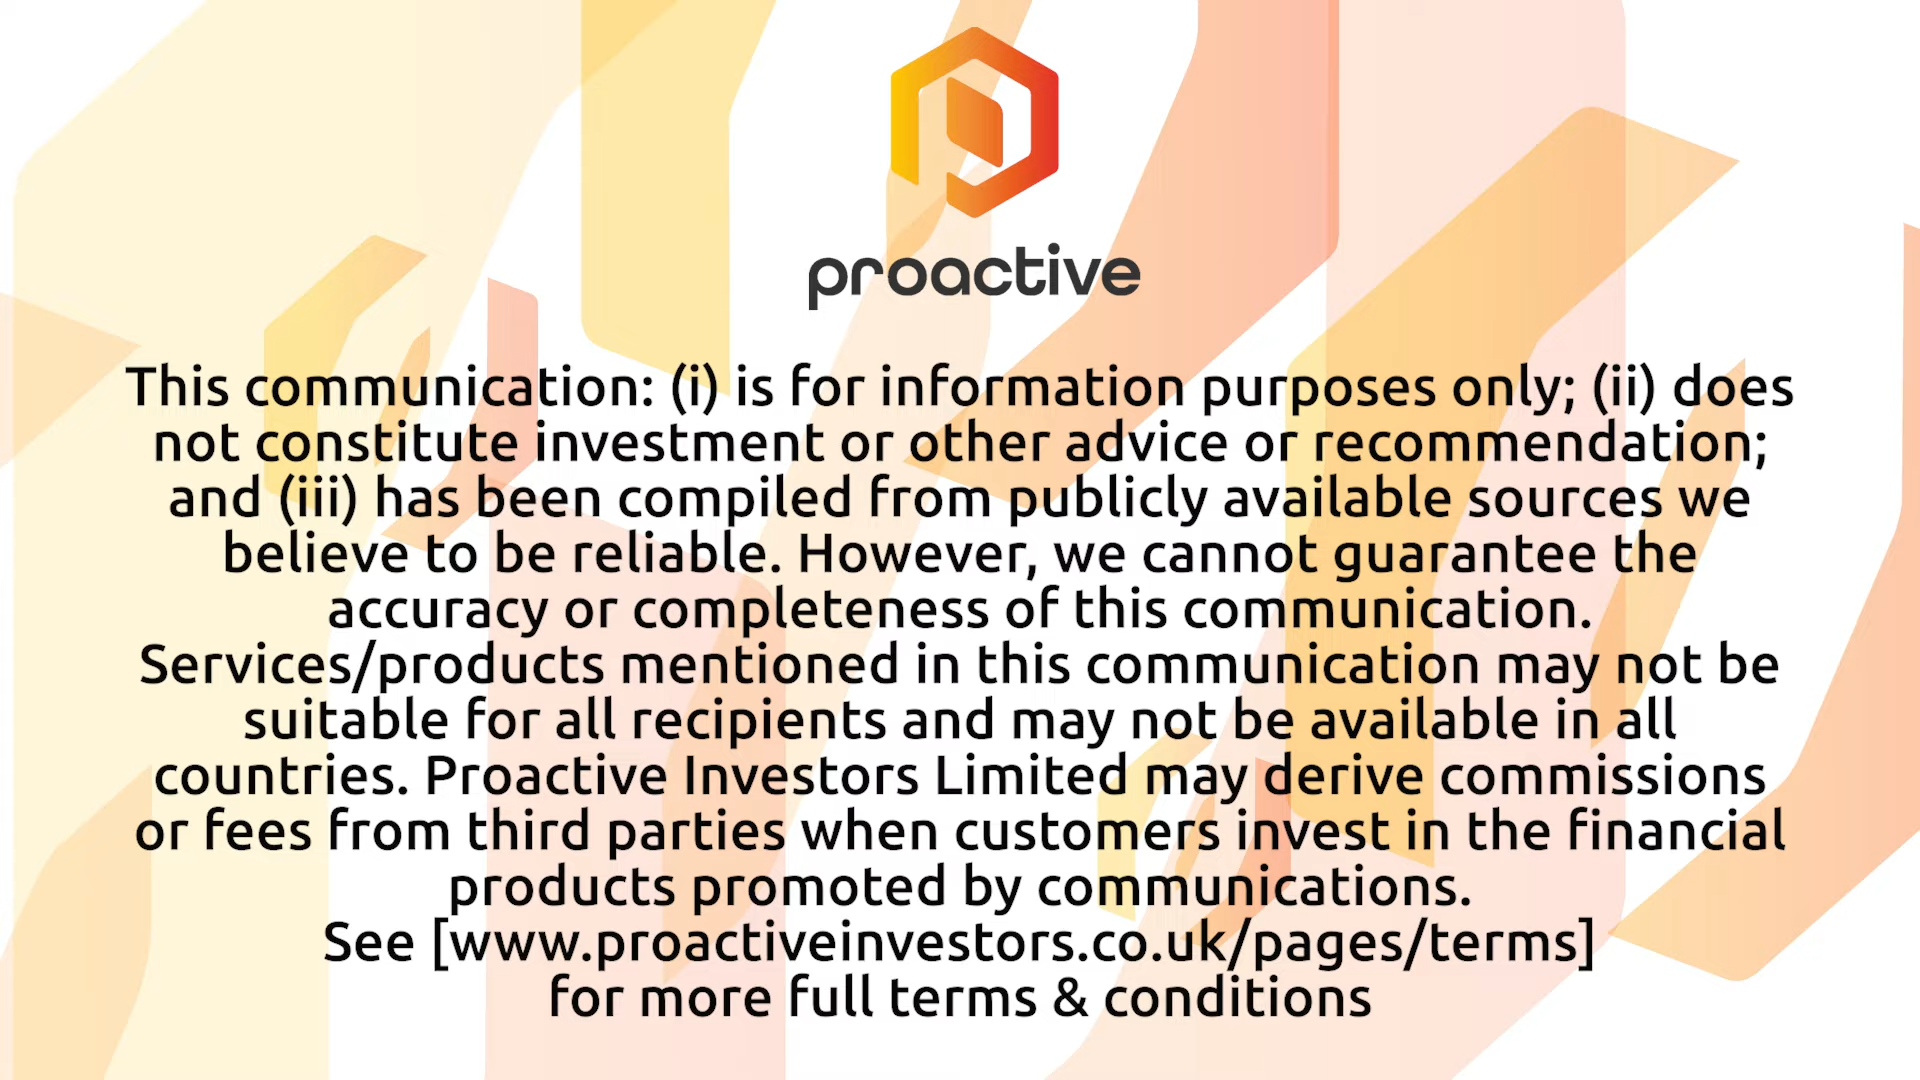 proactive
This communication: (i) is for information purposes only; (ii) does
not constitute investment or other advice or recommendation;
and (iii) has been compiled from publicly available sources we
believe to be reliable. However, we cannot guarantee the
accuracy or completeness of this communication.
Services/products mentioned in this communication may not be
suitable for all recipients and may not be available in all
countries. Proactive Investors Limited may derive commissions
or fees from third parties when customers invest in the financial
products promoted by communications.
See [www.proactiveinvestors.co.uk/pages/terms]
for more full terms & conditions